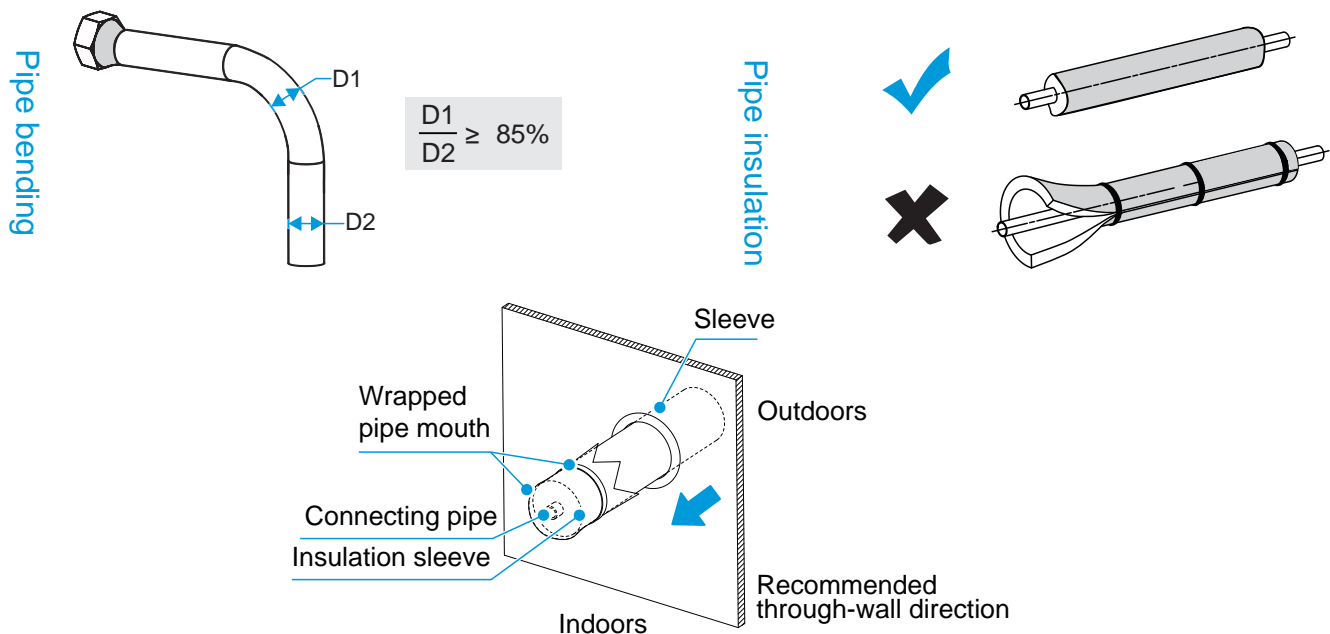 Pipe bending
D1
D2
D1
D2
≥ 85%
Pipe insulation
Sleeve
Wrapped
pipe mouth
Outdoors
Connecting pipe
Insulation sleeve
Recommended
through-wall direction
Indoors